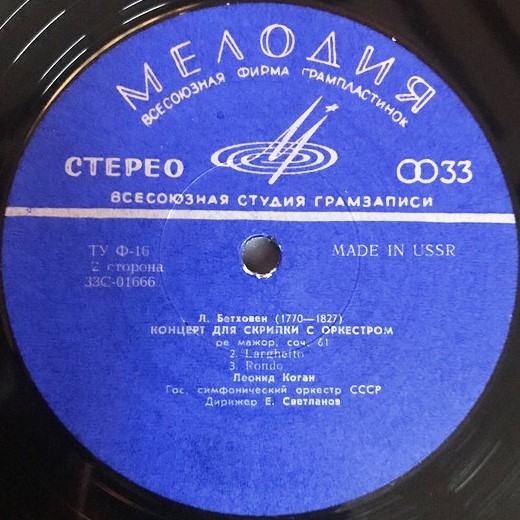 МЕЛОДИЯ
ВСЕСОЮЗНАЯ ФИРМА ГРАМПЛАСТИНОК
СТЕРЕО
33
ВСЕСОЮЗНАЯ СТУДИЯ ГРАМЗАПИСИ
ТУ Ф-16
2 сторона
33С-01666
MADE IN USSR
Л. Бетховен (1770—1827)
КОНЦЕРТ ДЛЯ СКРИПКИ С ОРКЕСТРОМ
ре мажор, соч. 61
2. Larghetto
3. Rondo
Леонид Коган
Гос. симфонический оркестр СССР
Дирижер Е. Светланов